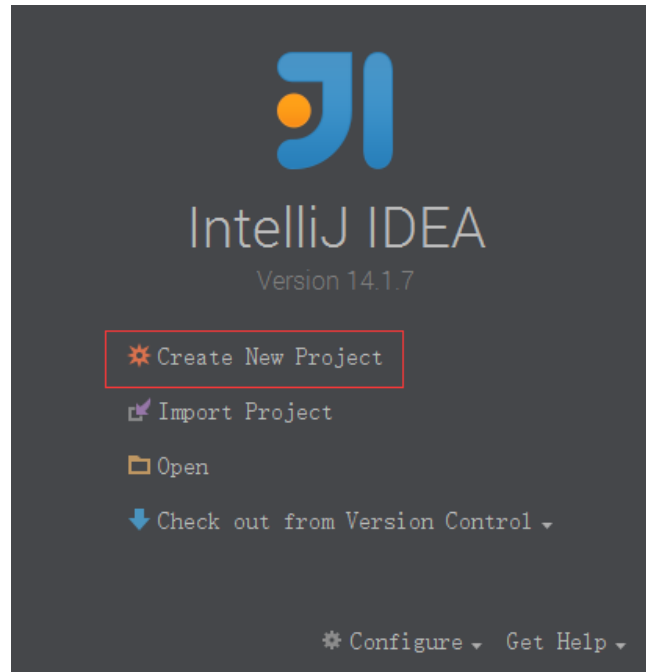 IntelliJ IDEA
Version 14.1.7
Create New Project
Import Project
Open
Check out from Version Control
Configure Get Help